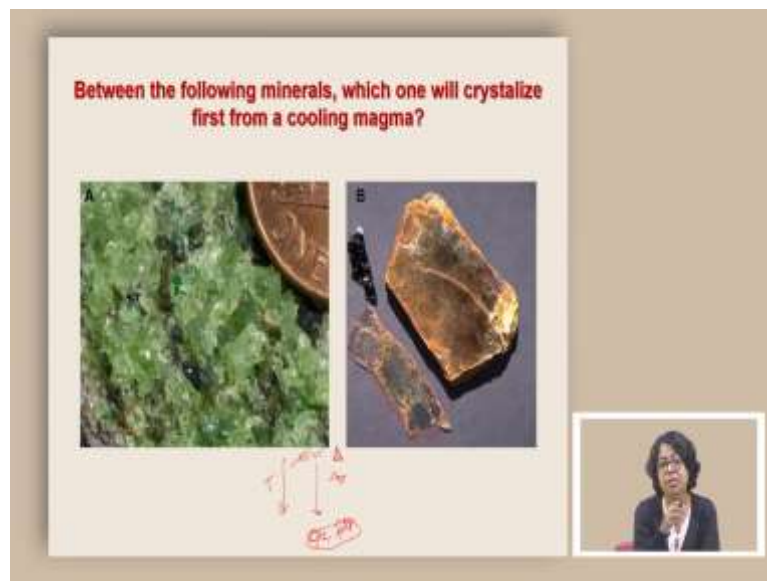 Between the following minerals, which one will crystalize
first from a cooling magma?
A
B